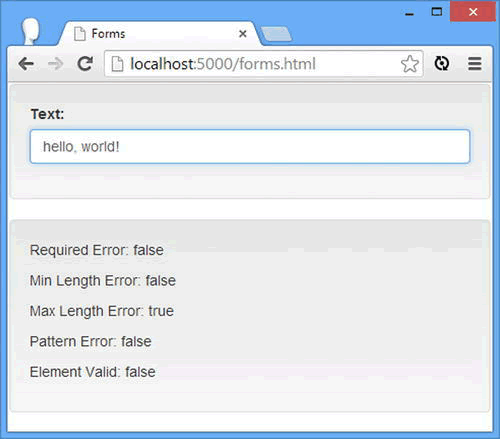 Forms
localhost:5000/forms.html
Text:
hello, world!
Required Error: false
Min Length Error: false
Max Length Error: true
Pattern Error: false
Element Valid: false